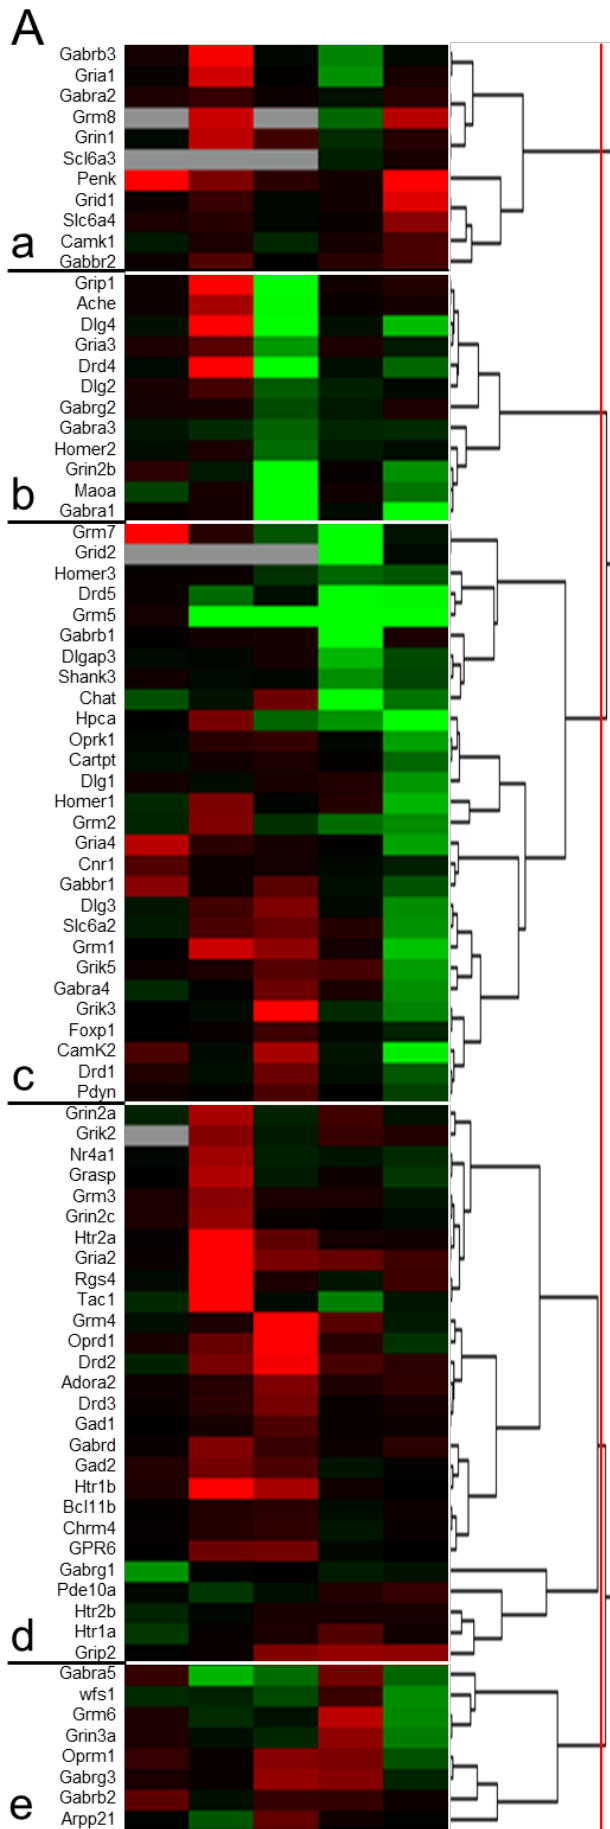 A
Gabrb3
Gria1
Gabra2
Grm8
Grin1
Scl6a3
Penk
Grid1
Slc6a4
Camk1
Gabbr2
a
Grip1
Ache
Dlg4
Gria3
Drd4
Dlg2
Gabrg2
Gabra3
Homer2
Grin2b
Maoa
Gabra1
b
Grm7
Grid2
Homer3
Drd5
Grm5
Gabrb1
Dlgap3
Shank3
Chat
Hpca
Oprk1
Cartpt
Dlg1
Homer1
Grm2
Gria4
Cnr1
Gabbr1
Dlg3
Slc6a2
Grm1
Grik5
Gabra4
Grik3
Foxp1
CamK2
Drd1
Pdyn
c
Grin2a
Grik2
Nr4a1
Grasp
Grm3
Grin2c
Htr2a
Gria2
Rgs4
Tac1
Grm4
Oprd1
Drd2
Adora2
Drd3
Gad1
Gabrd
Gad2
Htr1b
Bcl11b
Chrm4
GPR6
Gabrg1
Pde10a
Htr2b
Htr1a
Grip2
d
Gabra5
wfs1
Grm6
Grin3a
Oprm1
Gabrg3
Gabrb2
Arpp21
e